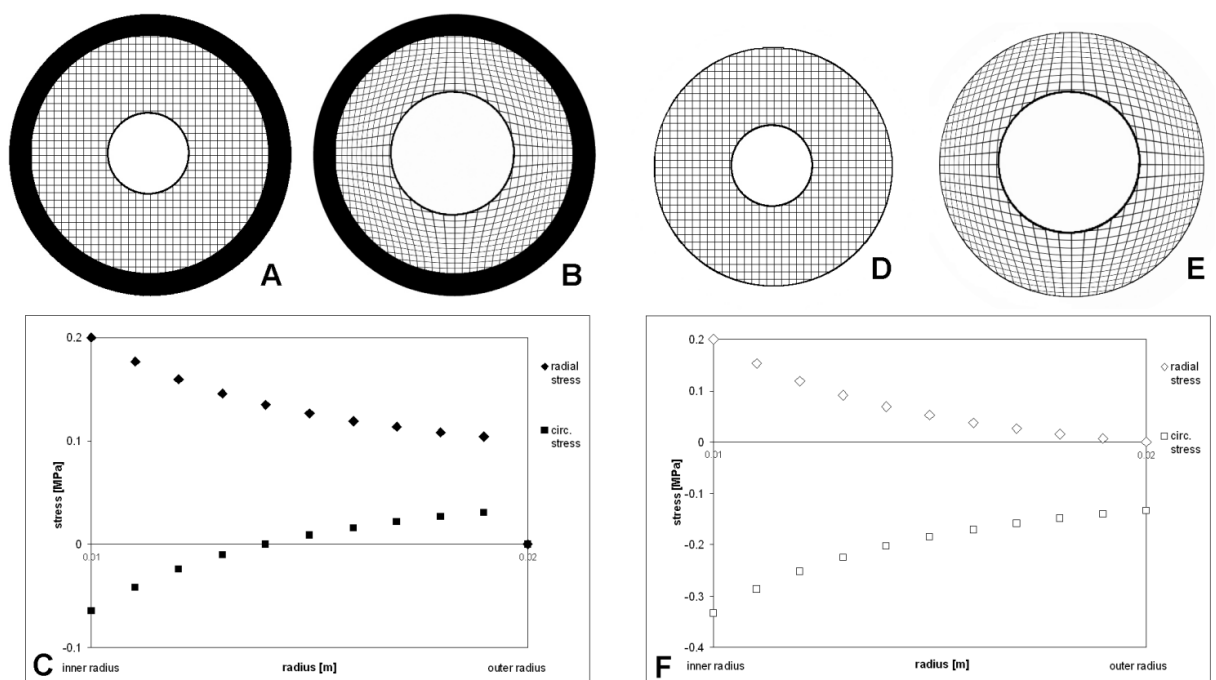 A
B
D
E
0.2
0.1
0
-0.1
stress [MPa]
0.01
0.02
radial
stress
circ.
stress
C
inner radius
radius [m]
outer radius
0.2
0.1
0
-0.1
-0.2
-0.3
-0.4
stress [MPa]
0.01
0.02
radial
stress
circ.
stress
F
inner radius
radius [m]
outer radius